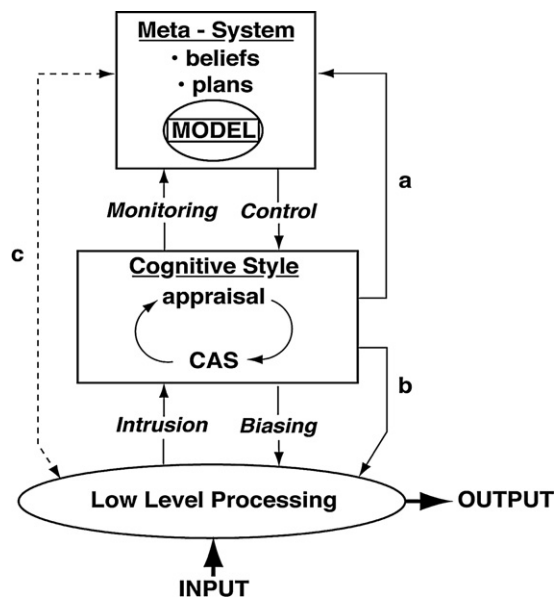 Meta - System
• beliefs
• plans
MODEL
a
Monitoring Control
c
Cognitive Style
appraisal
CAS
b
Intrusion Biasing
Low Level Processing
OUTPUT
INPUT